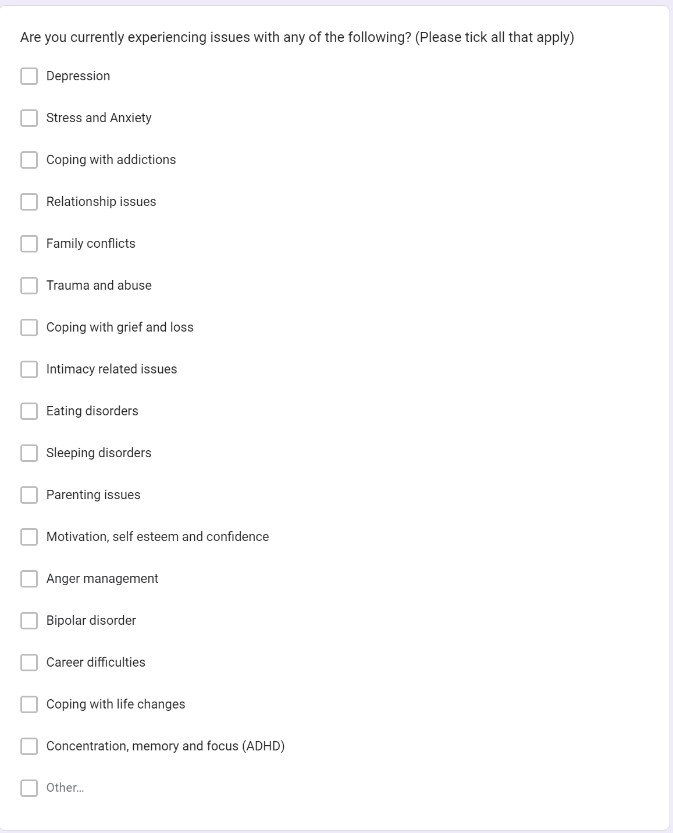 Are you currently experiencing issues with any of the following? (Please tick all that apply)
Depression
Stress and Anxiety
Coping with addictions
Relationship issues
Family conflicts
Trauma and abuse
Coping with grief and loss
Intimacy related issues
Eating disorders
Sleeping disorders
Parenting issues
Motivation, self esteem and confidence
Anger management
Bipolar disorder
Career difficulties
Coping with life changes
Concentration, memory and focus (ADHD)
Other...